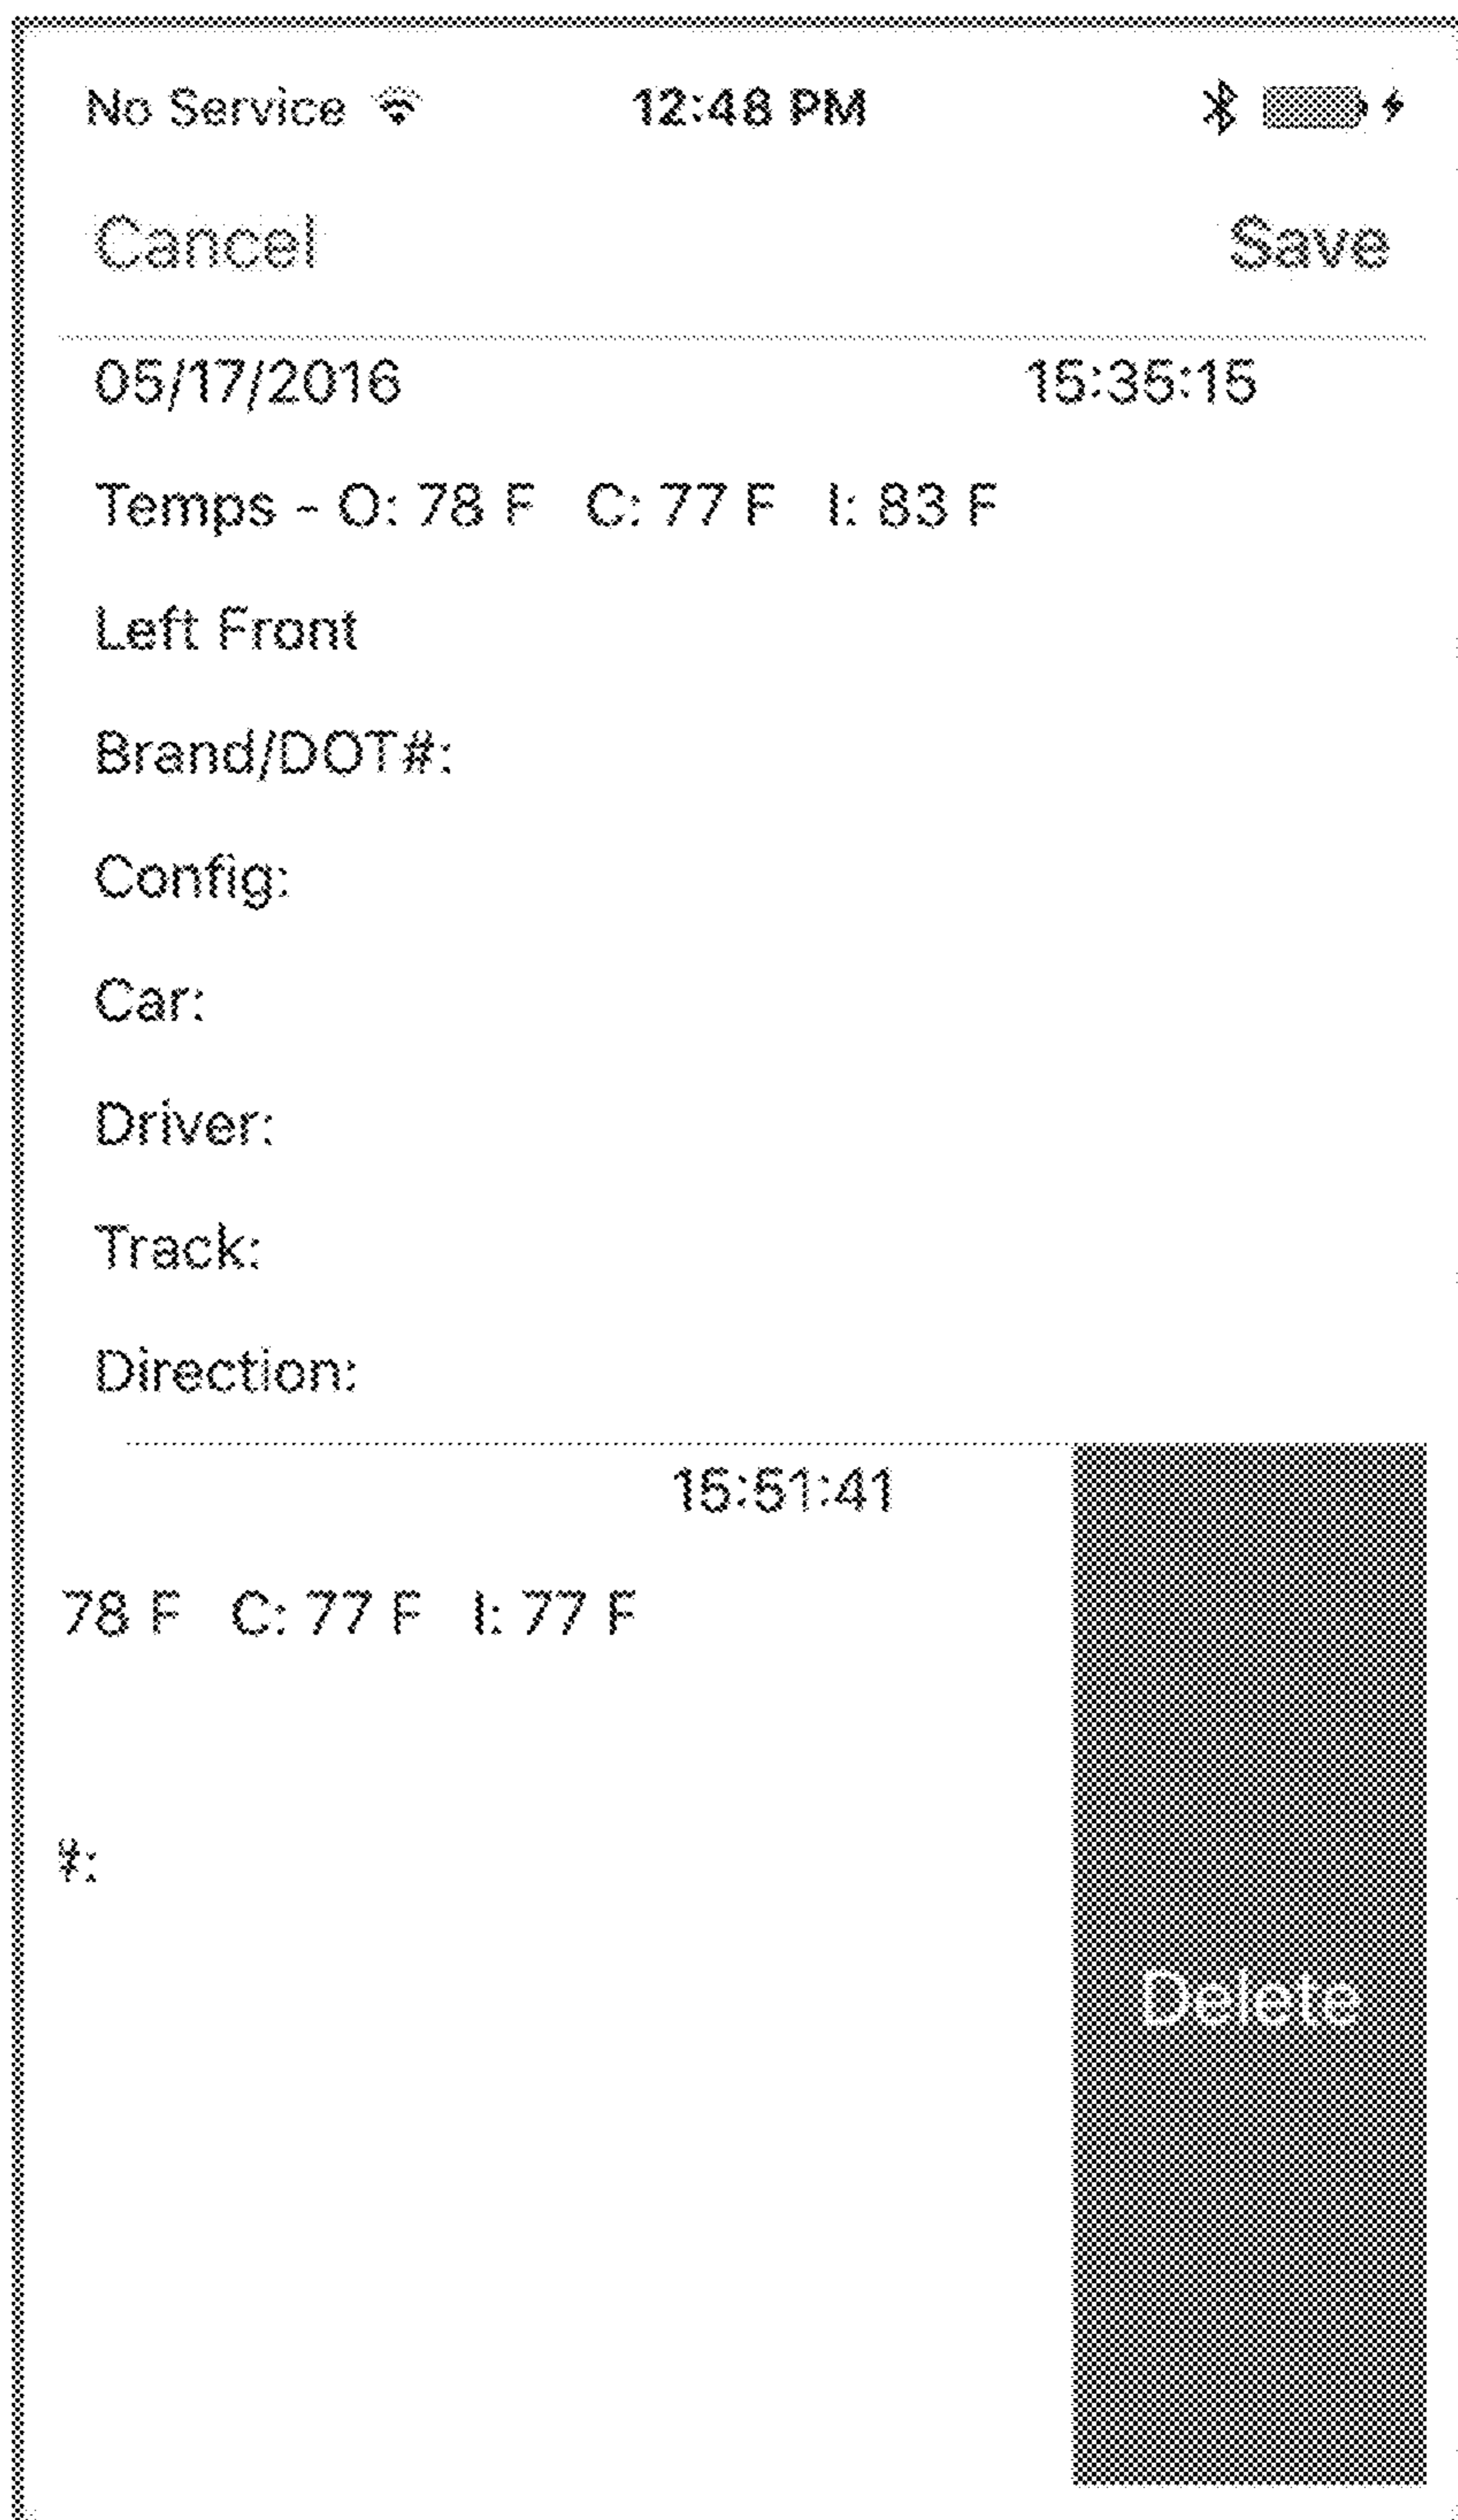 No Service 12:48 PM
Cancel Save
05/17/2016 15:35:15
Temps - O: 78 F C: 77 F I: 83 F
Left Front
Brand/DOT#:
Config:
Car:
Driver:
Track:
Direction:
15:51:41
78 F C: 77 F I: 77 F
#:
Delete